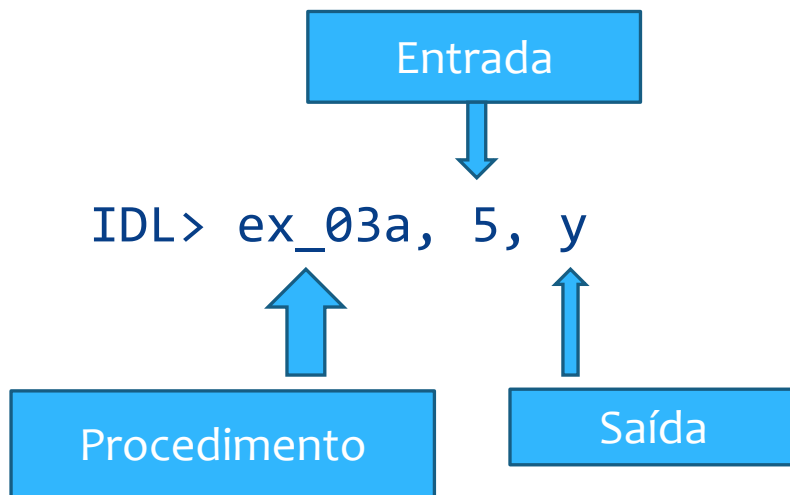 Entrada
IDL> ex_03a, 5, y
Procedimento
Saída